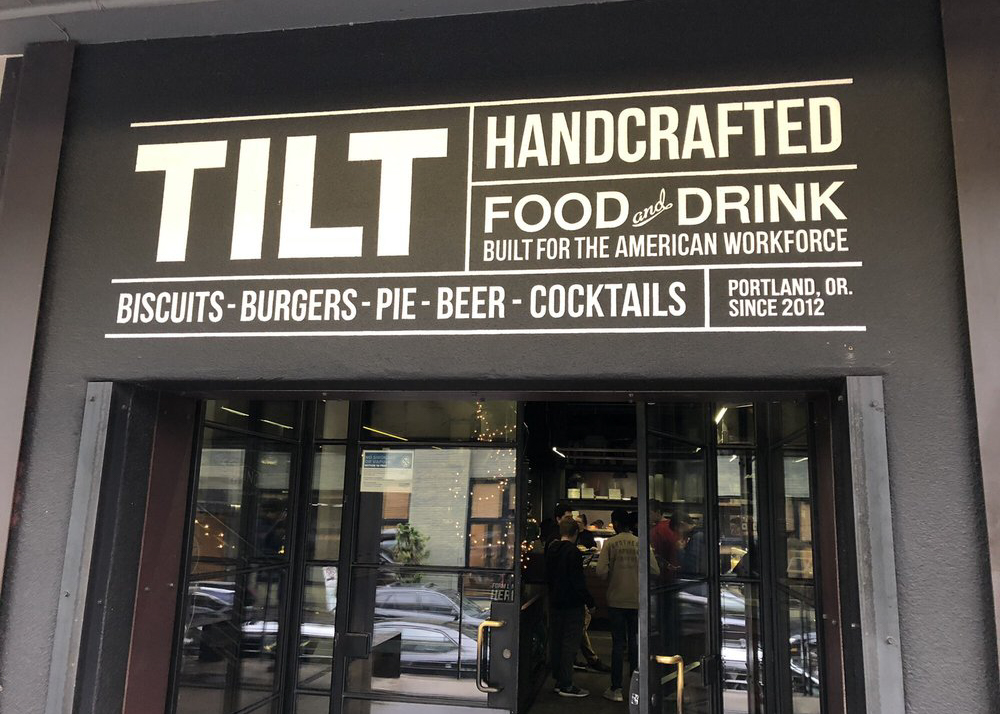 TILT
HANDCRAFTED
FOOD and DRINK
BUILT FOR THE AMERICAN WORKFORCE
BISCUITS - BURGERS - PIE - BEER - COCKTAILS
PORTLAND, OR.
SINCE 2012